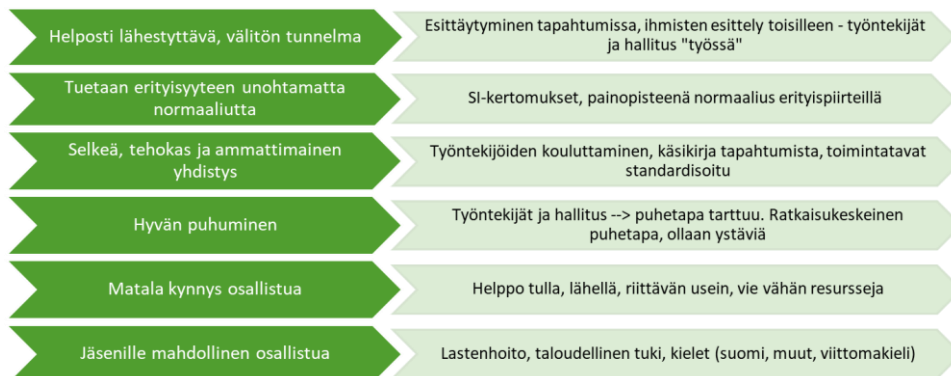 Helposti lähestyttävä, välitön tunnelma
Esittäytyminen tapahtumissa, ihmisten esittely toisilleen - työntekijät
ja hallitus "työssä"
Tuetaan erityisyyteen unohtamatta
normaaliutta
SI-kertomukset, painopisteenä normaalius erityispiirteillä
Selkeä, tehokas ja ammattimainen
yhdistys
Työntekijöiden kouluttaminen, käsikirja tapahtumista, toimintatavat
standardisoitu
Hyvän puhuminen
Työntekijät ja hallitus --> puhetapa tarttuu. Ratkaisukeskeinen
puhetapa, ollaan ystäviä
Matala kynnys osallistua
Helppo tulla, lähellä, riittävän usein, vie vähän resursseja
Jäsenille mahdollinen osallistua
Lastenhoito, taloudellinen tuki, kielet (suomi, muut, viittomakieli)